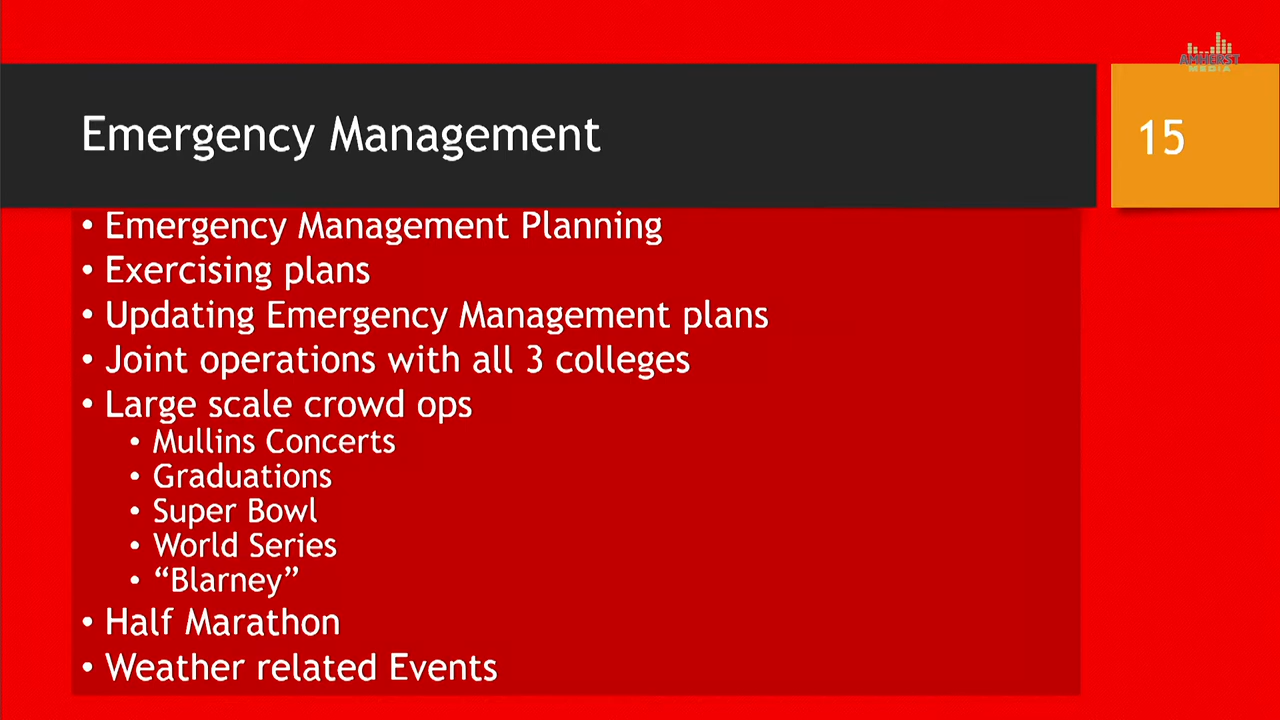 AMHERST
MEDIA
Emergency Management
15
• Emergency Management Planning
• Exercising plans
• Updating Emergency Management plans
• Joint operations with all 3 colleges
• Large scale crowd ops
• Mullins Concerts
• Graduations
• Super Bowl
• World Series
• “Blarney”
• Half Marathon
• Weather related Events